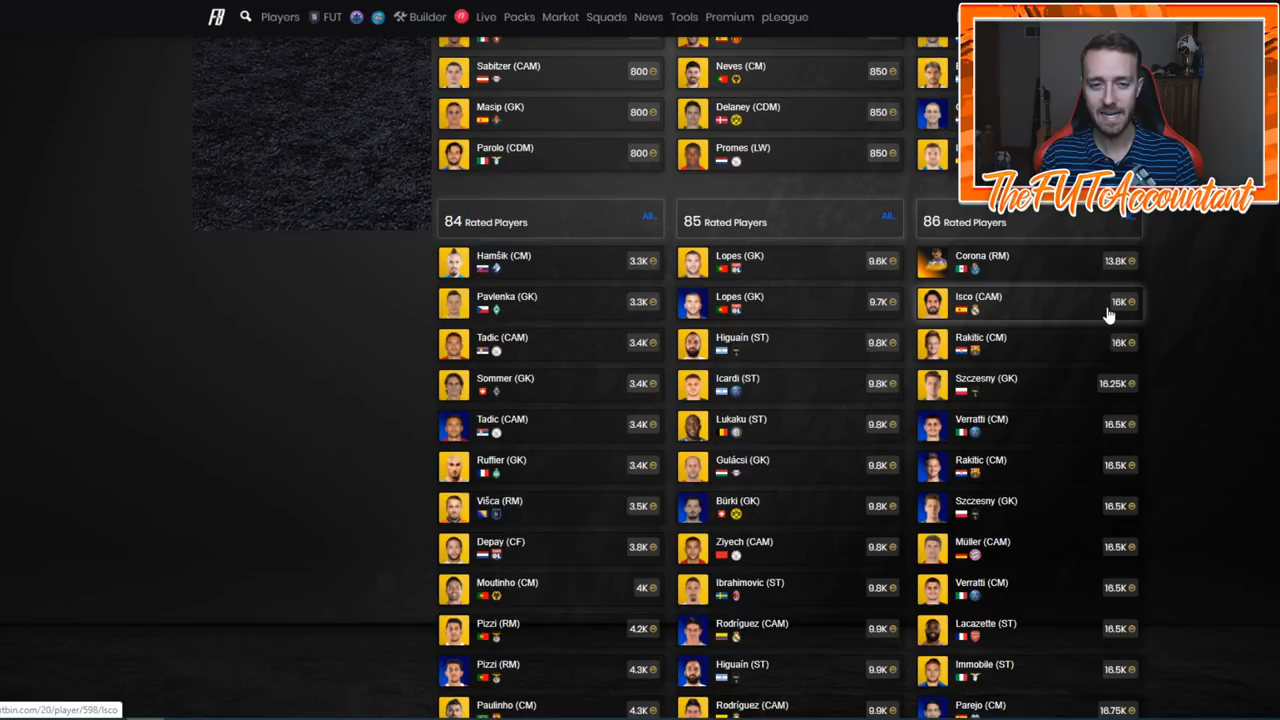 F8 Players FUT Builder Live Packs Market Squads News Tools Premium pLeague
Sabitzer (CAM) 800
Masip (GK) 800
Parolo (CDM) 800
Neves (CM) 850
Delaney (CDM) 850
Promes (LW) 850
TheFUTAccountant
84 Rated Players All..
Hamšik (CM) 3.3K
Pavlenka (GK) 3.3K
Tadic (CAM) 3.4K
Sommer (GK) 3.4K
Tadic (CAM) 3.4K
Ruffier (GK) 3.4K
Višca (RM) 3.5K
Depay (CF) 3.8K
Moutinho (CM) 4K
Pizzi (RM) 4.2K
Pizzi (RM) 4.3K
Paulinho (CM) 4.3K
85 Rated Players All..
Lopes (GK) 9.6K
Lopes (GK) 9.7K
Higuaín (ST) 9.8K
Icardi (ST) 9.8K
Lukaku (ST) 9.8K
Gulácsi (GK) 9.8K
Bürki (GK) 9.8K
Ziyech (CAM) 9.8K
Ibrahimovic (ST) 9.8K
Rodríguez (CAM) 9.9K
Higuaín (ST) 9.9K
Rodríguez (CAM) 9.9K
86 Rated Players
Corona (RM) 13.8K
Isco (CAM) 16K
Rakitic (CM) 16K
Szczesny (GK) 16.25K
Verratti (CM) 16.5K
Rakitic (CM) 16.5K
Szczesny (GK) 16.5K
Müller (CAM) 16.5K
Verratti (CM) 16.5K
Lacazette (ST) 16.5K
Immobile (ST) 16.5K
Parejo (CM) 16.75K
tbin.com/20/player/598/Isco